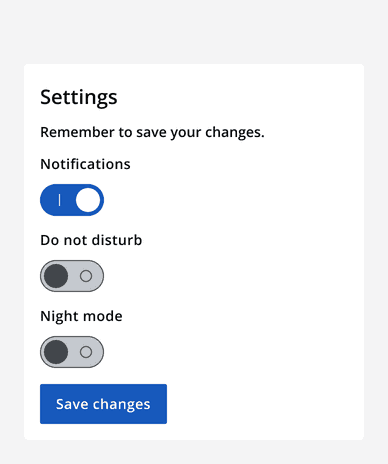 Settings
Remember to save your changes.
Notifications
Do not disturb
Night mode
Save changes